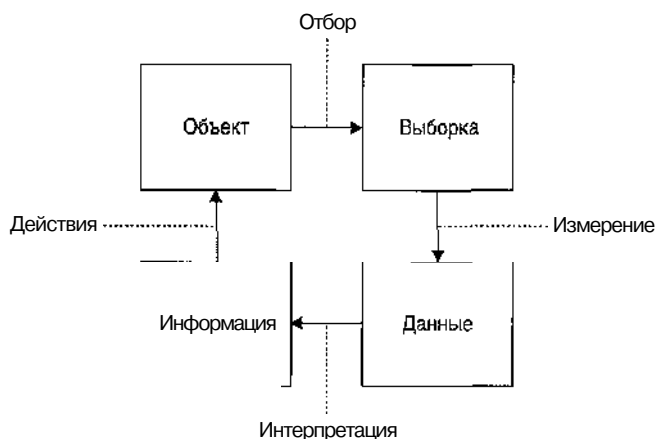 Отбор
Объект
Выборка
Действия
Измерение
Информация
Данные
Интерпретация